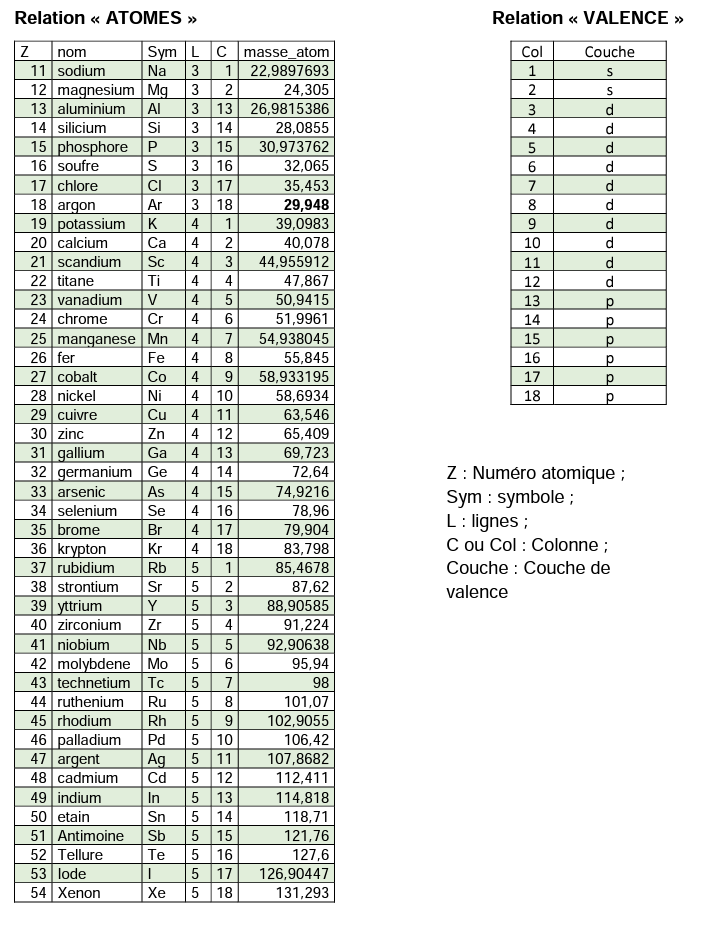 Relation « ATOMES »
Z nom Sym L C masse_atom
11 sodium Na 3 1 22,9897693
12 magnesium Mg 3 2 24,305
13 aluminium Al 3 13 26,9815386
14 silicium Si 3 14 28,0855
15 phosphore P 3 15 30,973762
16 soufre S 3 16 32,065
17 chlore Cl 3 17 35,453
18 argon Ar 3 18 29,948
19 potassium K 4 1 39,0983
20 calcium Ca 4 2 40,078
21 scandium Sc 4 3 44,955912
22 titane Ti 4 4 47,867
23 vanadium V 4 5 50,9415
24 chrome Cr 4 6 51,9961
25 manganese Mn 4 7 54,938045
26 fer Fe 4 8 55,845
27 cobalt Co 4 9 58,933195
28 nickel Ni 4 10 58,6934
29 cuivre Cu 4 11 63,546
30 zinc Zn 4 12 65,409
31 gallium Ga 4 13 69,723
32 germanium Ge 4 14 72,64
33 arsenic As 4 15 74,9216
34 selenium Se 4 16 78,96
35 brome Br 4 17 79,904
36 krypton Kr 4 18 83,798
37 rubidium Rb 5 1 85,4678
38 strontium Sr 5 2 87,62
39 yttrium Y 5 3 88,90585
40 zirconium Zr 5 4 91,224
41 niobium Nb 5 5 92,90638
42 molybdene Mo 5 6 95,94
43 technetium Tc 5 7 98
44 ruthenium Ru 5 8 101,07
45 rhodium Rh 5 9 102,9055
46 palladium Pd 5 10 106,42
47 argent Ag 5 11 107,8682
48 cadmium Cd 5 12 112,411
49 indium In 5 13 114,818
50 etain Sn 5 14 118,71
51 Antimoine Sb 5 15 121,76
52 Tellure Te 5 16 127,6
53 Iode I 5 17 126,90447
54 Xenon Xe 5 18 131,293
Relation « VALENCE »
Col Couche
1 s
2 s
3 d
4 d
5 d
6 d
7 d
8 d
9 d
10 d
11 d
12 d
13 p
14 p
15 p
16 p
17 p
18 p
Z : Numéro atomique ;
Sym : symbole ;
L : lignes ;
C ou Col : Colonne ;
Couche : Couche de
valence